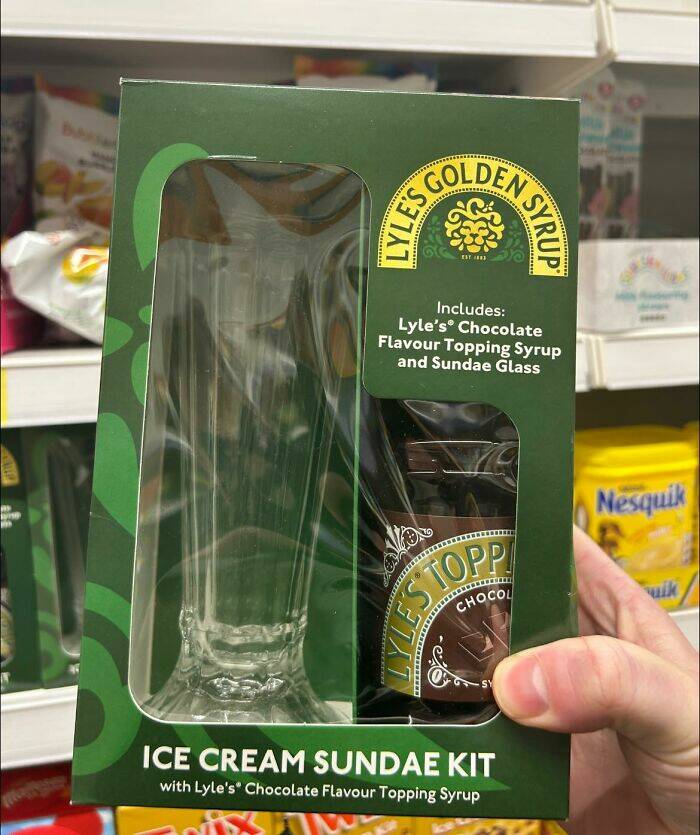 LYLE'S GOLDEN SYRUP
EST 1883
Includes:
Lyle's® Chocolate
Flavour Topping Syrup
and Sundae Glass
LYLE'S TOPPI
CHOCOL
SY
ICE CREAM SUNDAE KIT
with Lyle's® Chocolate Flavour Topping Syrup
Nesquik